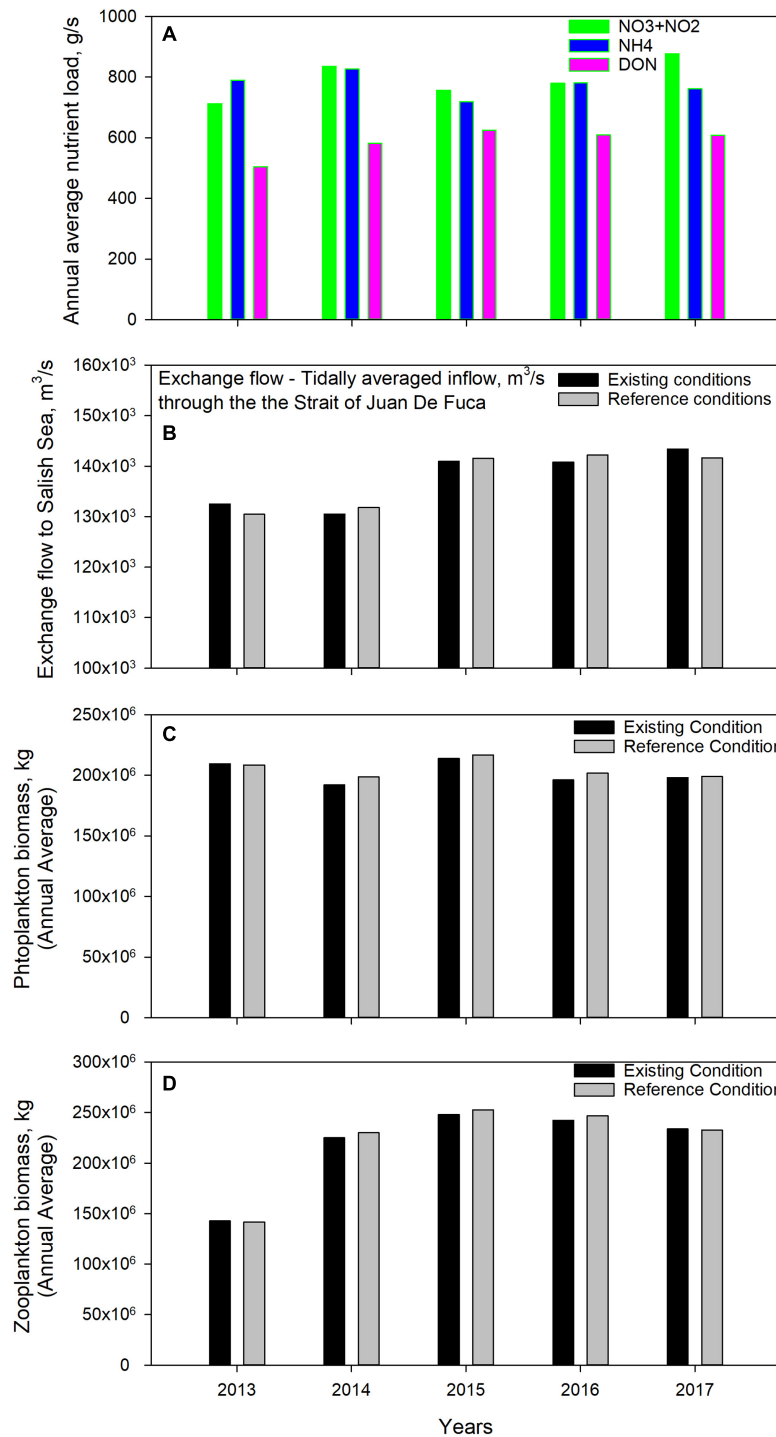 A
NO3+NO2
NH4
DON
Annual average nutrient load, g/s
1000
800
600
400
200
0
B
Exchange flow - Tidally averaged inflow, m³/s
through the the Strait of Juan De Fuca
Existing conditions
Reference conditions
Exchange flow to Salish Sea, m³/s
160x10³
150x10³
140x10³
130x10³
120x10³
110x10³
100x10³
C
Existing Condition
Reference Condition
Phtoplankton biomass, kg
(Annual Average)
250x10⁶
200x10⁶
150x10⁶
100x10⁶
50x10⁶
0
D
Existing Condition
Reference Condition
Zooplankton biomass, kg
(Annual Average)
300x10⁶
250x10⁶
200x10⁶
150x10⁶
100x10⁶
50x10⁶
0
2013 2014 2015 2016 2017
Years